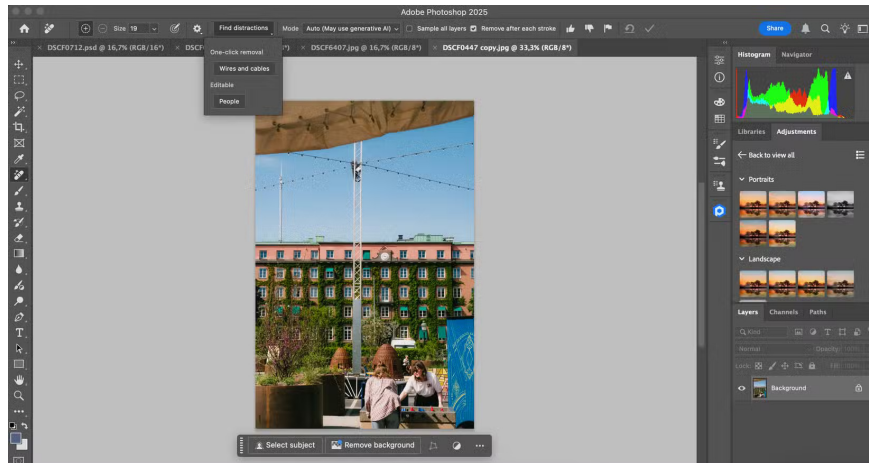 Adobe Photoshop 2025
Size 19 Find distractions Mode Auto (May use generative AI) Sample all layers Remove after each stroke Share
DSCF0712.psd @ 16,7% (RGB/16*) DSCF *) DSCF6407.jpg @ 16,7% (RGB/8*) DSCF0447 copy.jpg @ 33,3% (RGB/8*)
One-click removal
Wires and cables
Editable
People
Histogram Navigator
Libraries Adjustments
Back to view all
Portraits
Landscape
Layers Channels Paths
Kind
Normal Opacity: 100%
Lock: Fill: 100%
Background
Select subject Remove background